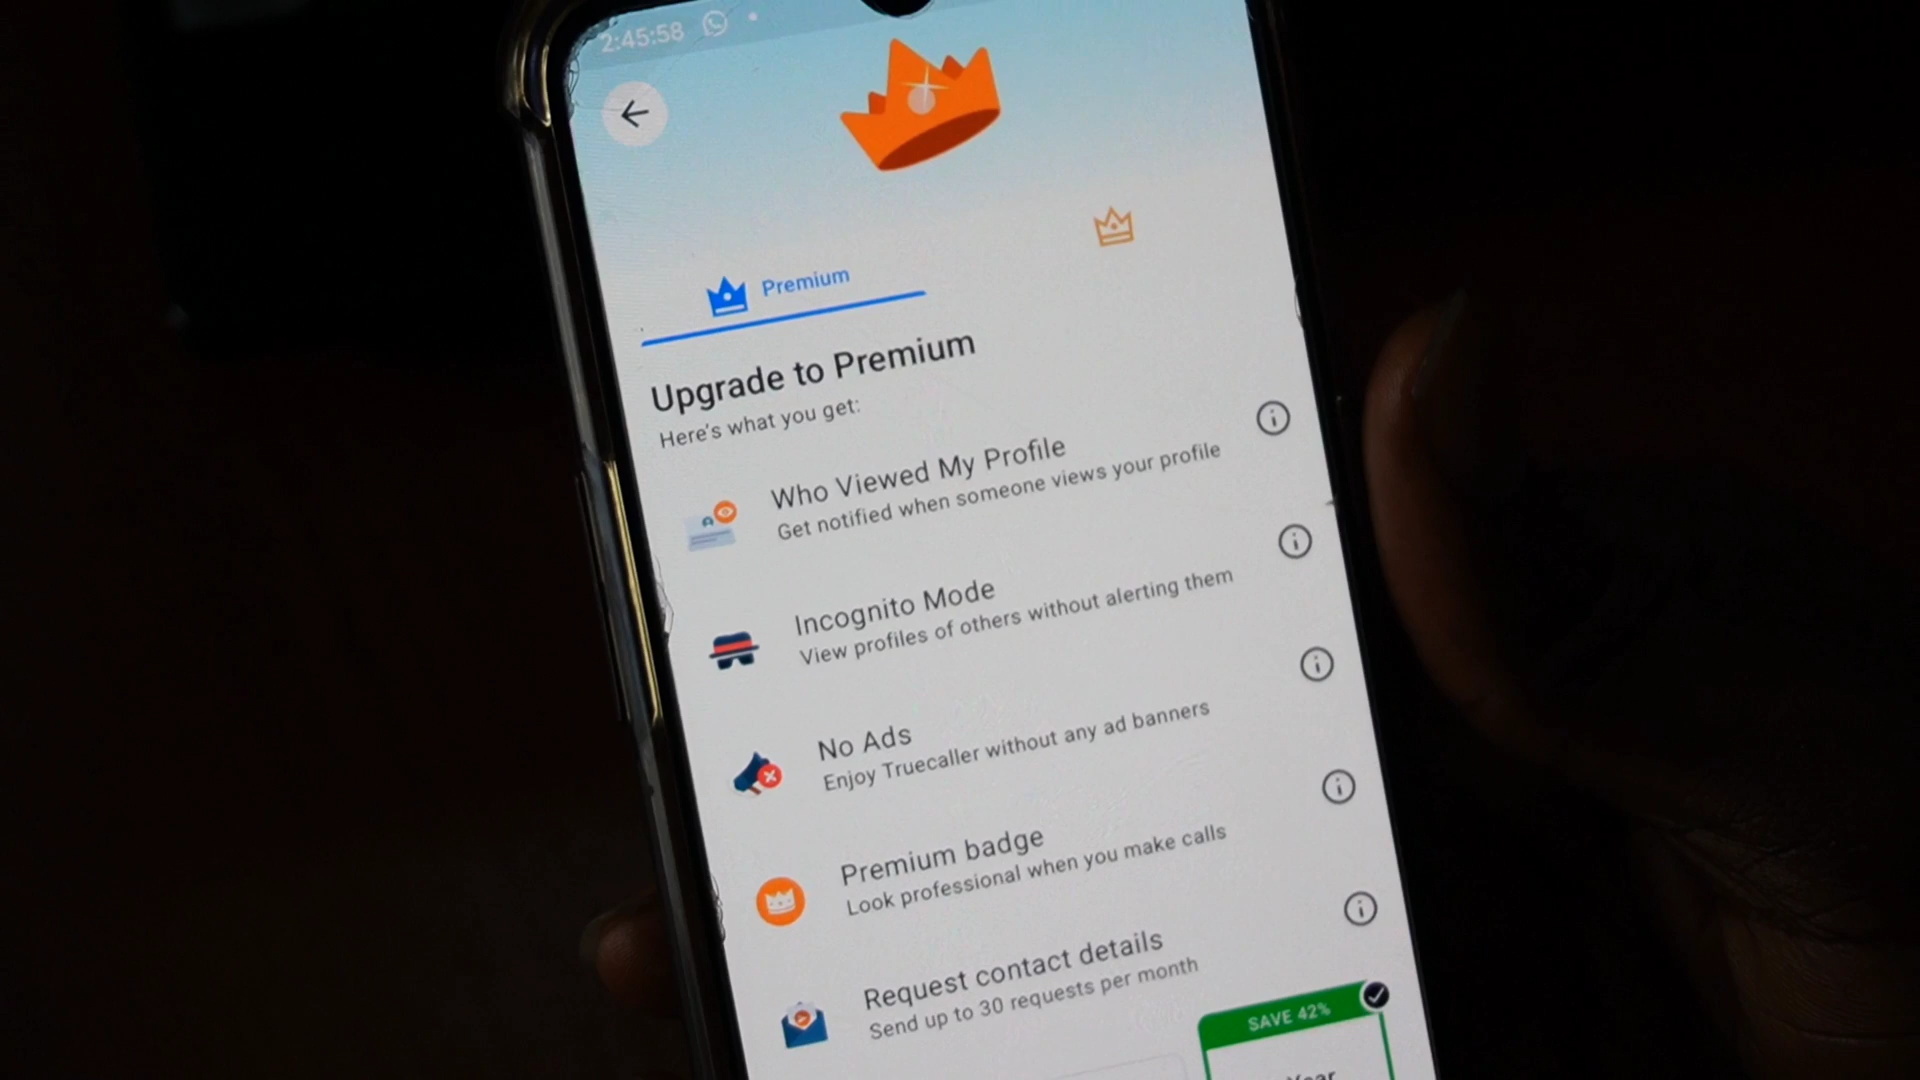 2:45:58
Premium
Upgrade to Premium
Here's what you get:
Who Viewed My Profile
Get notified when someone views your profile
Incognito Mode
View profiles of others without alerting them
No Ads
Enjoy Truecaller without any ad banners
Premium badge
Look professional when you make calls
Request contact details
Send up to 30 requests per month
SAVE 42%
Year